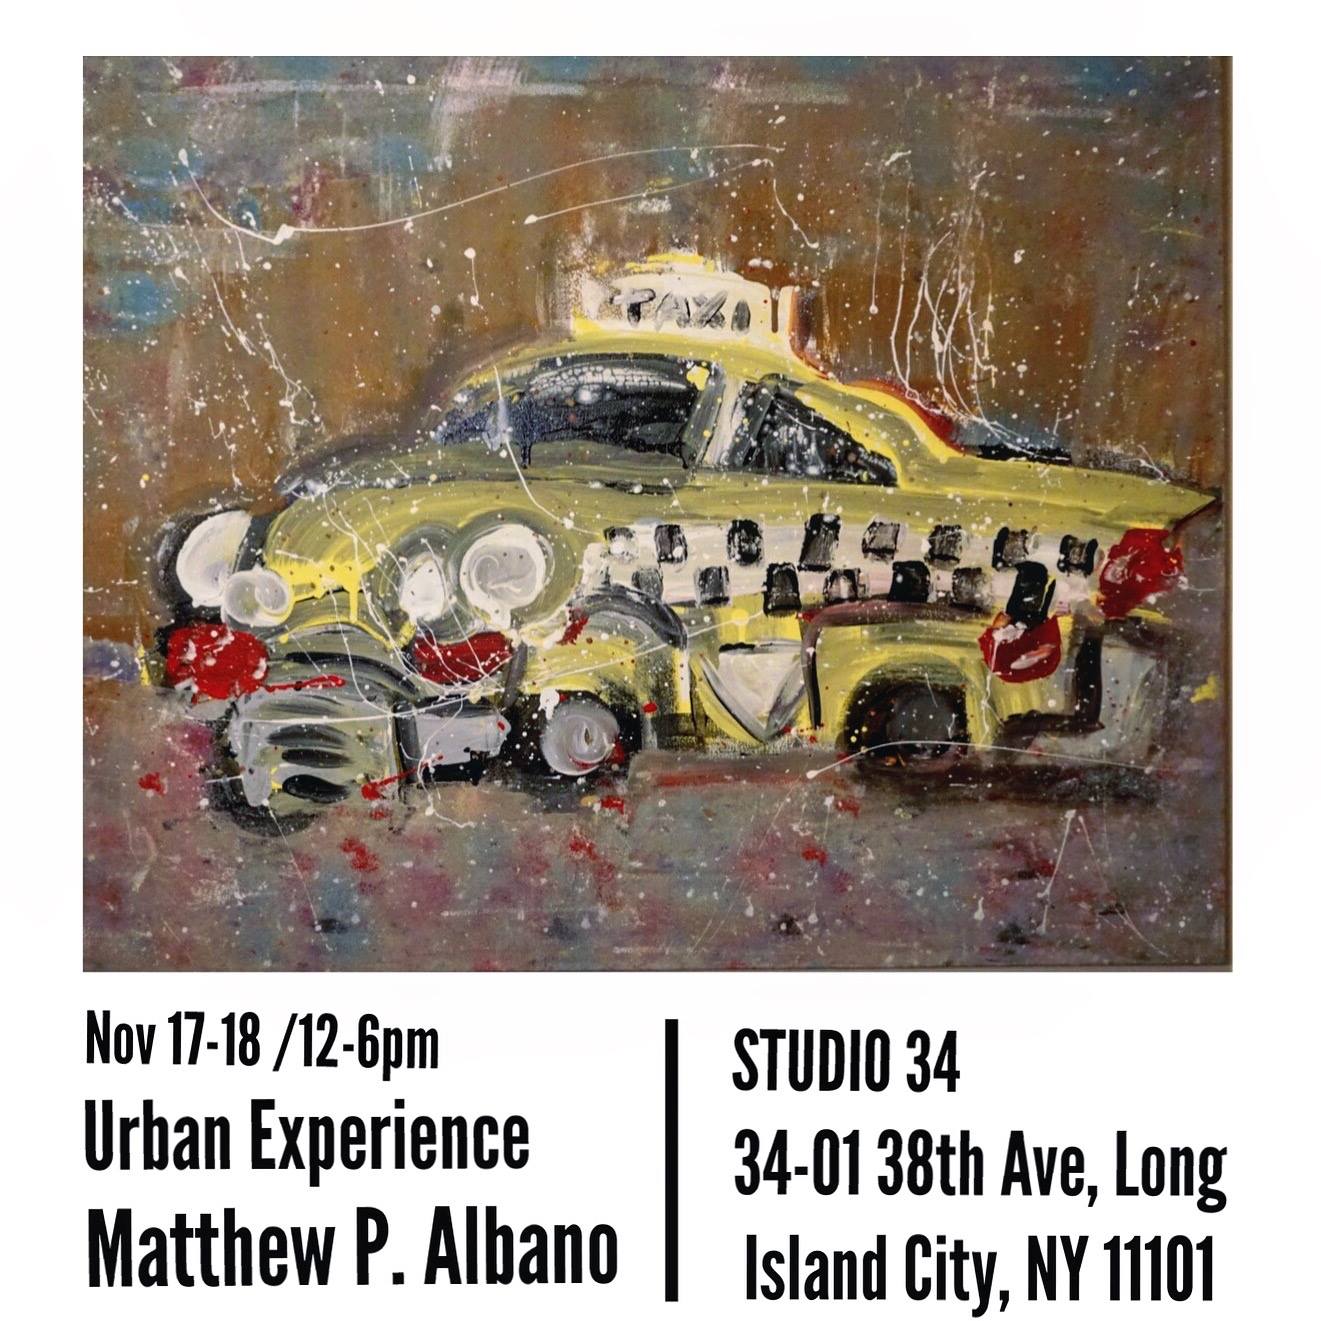 TAXI
Nov 17-18 /12-6pm
Urban Experience
Matthew P. Albano
STUDIO 34
34-01 38th Ave, Long
Island City, NY 11101